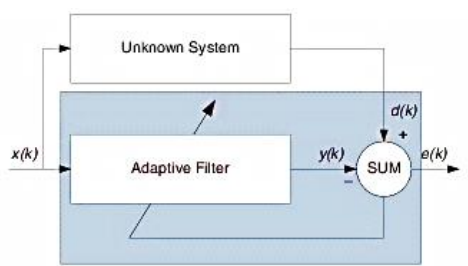 Unknown System
d(k)
+
x(k)
Adaptive Filter
y(k)
SUM
e(k)
−